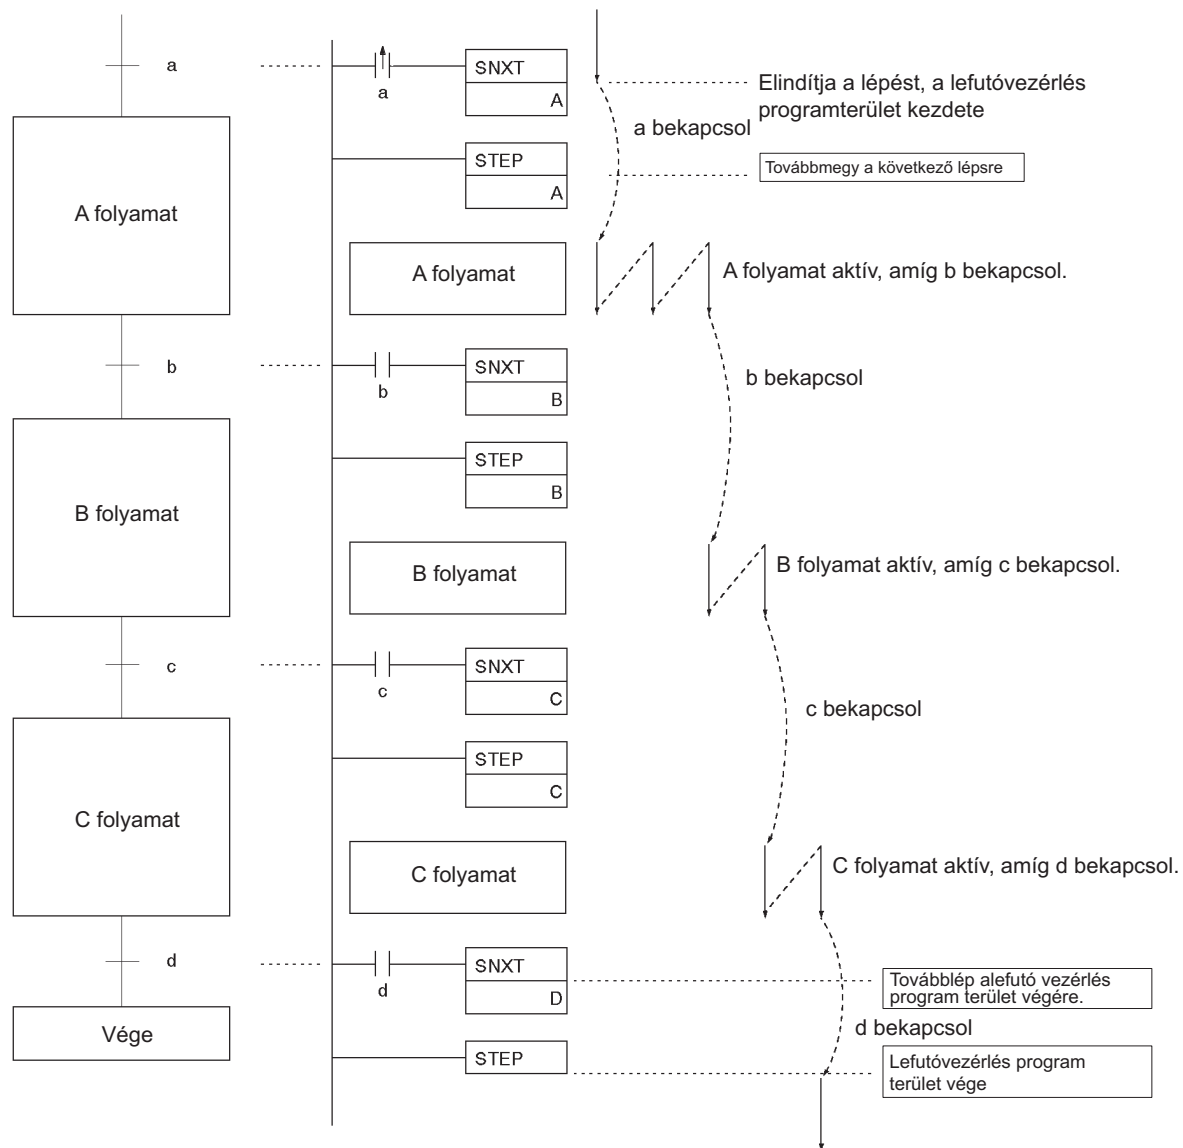 a
a
SNXT
A
Elindítja a lépést, a lefutóvezérlés
programterület kezdete
a bekapcsol
STEP
A
Továbbmegy a következő lépsre
A folyamat
A folyamat
A folyamat aktív, amíg b bekapcsol.
b
b
SNXT
B
b bekapcsol
STEP
B
B folyamat
B folyamat
B folyamat aktív, amíg c bekapcsol.
c
c
SNXT
C
c bekapcsol
STEP
C
C folyamat
C folyamat
C folyamat aktív, amíg d bekapcsol.
d
d
SNXT
D
Továbblép alefutó vezérlés
program terület végére.
d bekapcsol
Vége
STEP
Lefutóvezérlés program
terület vége